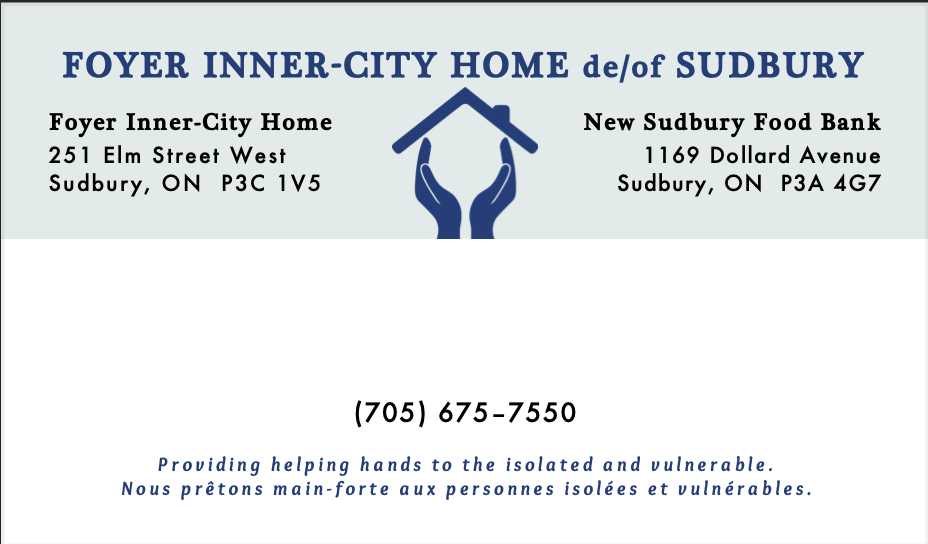 FOYER INNER-CITY HOME de/of SUDBURY
Foyer Inner-City Home
251 Elm Street West
Sudbury, ON P3C 1V5
New Sudbury Food Bank
1169 Dollard Avenue
Sudbury, ON P3A 4G7
(705) 675–7550
Providing helping hands to the isolated and vulnerable.
Nous prêtons main-forte aux personnes isolées et vulnérables.